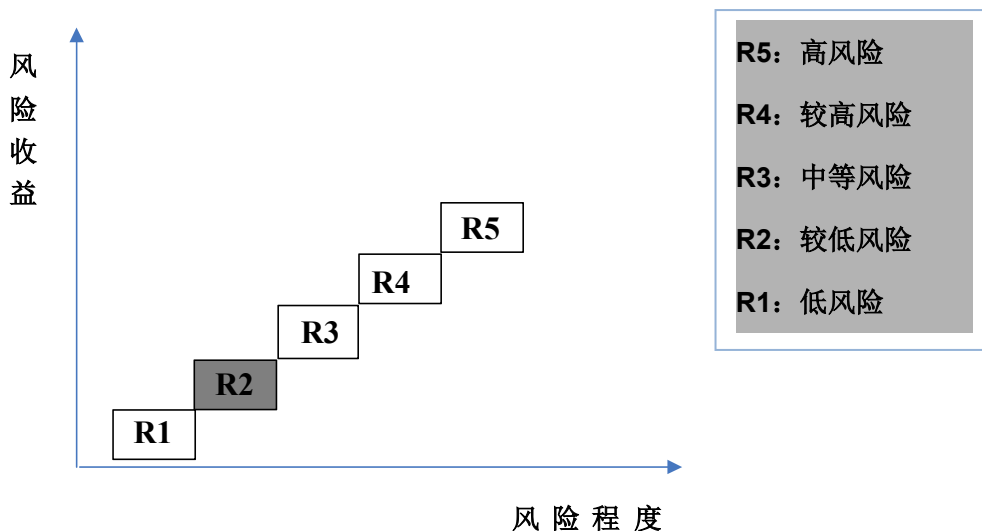 风
险
收
益
R5
R4
R3
R2
R1
风 险 程 度
R5：高风险
R4：较高风险
R3：中等风险
R2：较低风险
R1：低风险